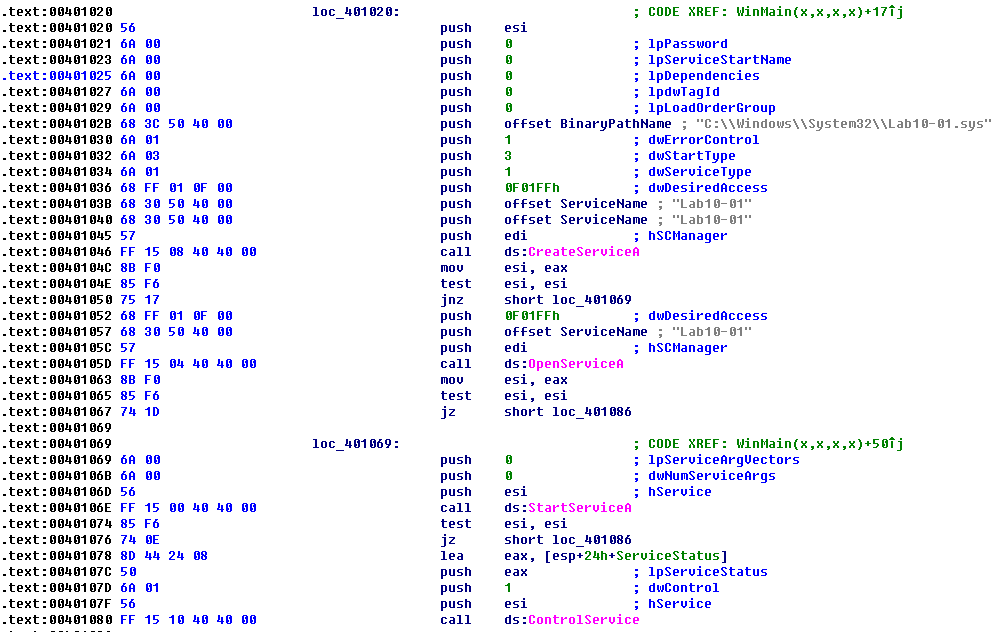 .text:00401020 loc_401020: ; CODE XREF: WinMain(x,x,x,x)+17↑j
.text:00401020 56 push esi
.text:00401021 6A 00 push 0 ; lpPassword
.text:00401023 6A 00 push 0 ; lpServiceStartName
.text:00401025 6A 00 push 0 ; lpDependencies
.text:00401027 6A 00 push 0 ; lpdwTagId
.text:00401029 6A 00 push 0 ; lpLoadOrderGroup
.text:0040102B 68 3C 50 40 00 push offset BinaryPathName ; "C:\\Windows\\System32\\Lab10-01.sys"
.text:00401030 6A 01 push 1 ; dwErrorControl
.text:00401032 6A 03 push 3 ; dwStartType
.text:00401034 6A 01 push 1 ; dwServiceType
.text:00401036 68 FF 01 0F 00 push 0F01FFh ; dwDesiredAccess
.text:0040103B 68 30 50 40 00 push offset ServiceName ; "Lab10-01"
.text:00401040 68 30 50 40 00 push offset ServiceName ; "Lab10-01"
.text:00401045 57 push edi ; hSCManager
.text:00401046 FF 15 08 40 40 00 call ds:CreateServiceA
.text:0040104C 8B F0 mov esi, eax
.text:0040104E 85 F6 test esi, esi
.text:00401050 75 17 jnz short loc_401069
.text:00401052 68 FF 01 0F 00 push 0F01FFh ; dwDesiredAccess
.text:00401057 68 30 50 40 00 push offset ServiceName ; "Lab10-01"
.text:0040105C 57 push edi ; hSCManager
.text:0040105D FF 15 04 40 40 00 call ds:OpenServiceA
.text:00401063 8B F0 mov esi, eax
.text:00401065 85 F6 test esi, esi
.text:00401067 74 1D jz short loc_401086
.text:00401069
.text:00401069 loc_401069: ; CODE XREF: WinMain(x,x,x,x)+50↑j
.text:00401069 6A 00 push 0 ; lpServiceArgVectors
.text:0040106B 6A 00 push 0 ; dwNumServiceArgs
.text:0040106D 56 push esi ; hService
.text:0040106E FF 15 00 40 40 00 call ds:StartServiceA
.text:00401074 85 F6 test esi, esi
.text:00401076 74 0E jz short loc_401086
.text:00401078 8D 44 24 08 lea eax, [esp+24h+ServiceStatus]
.text:0040107C 50 push eax ; lpServiceStatus
.text:0040107D 6A 01 push 1 ; dwControl
.text:0040107F 56 push esi ; hService
.text:00401080 FF 15 10 40 40 00 call ds:ControlService